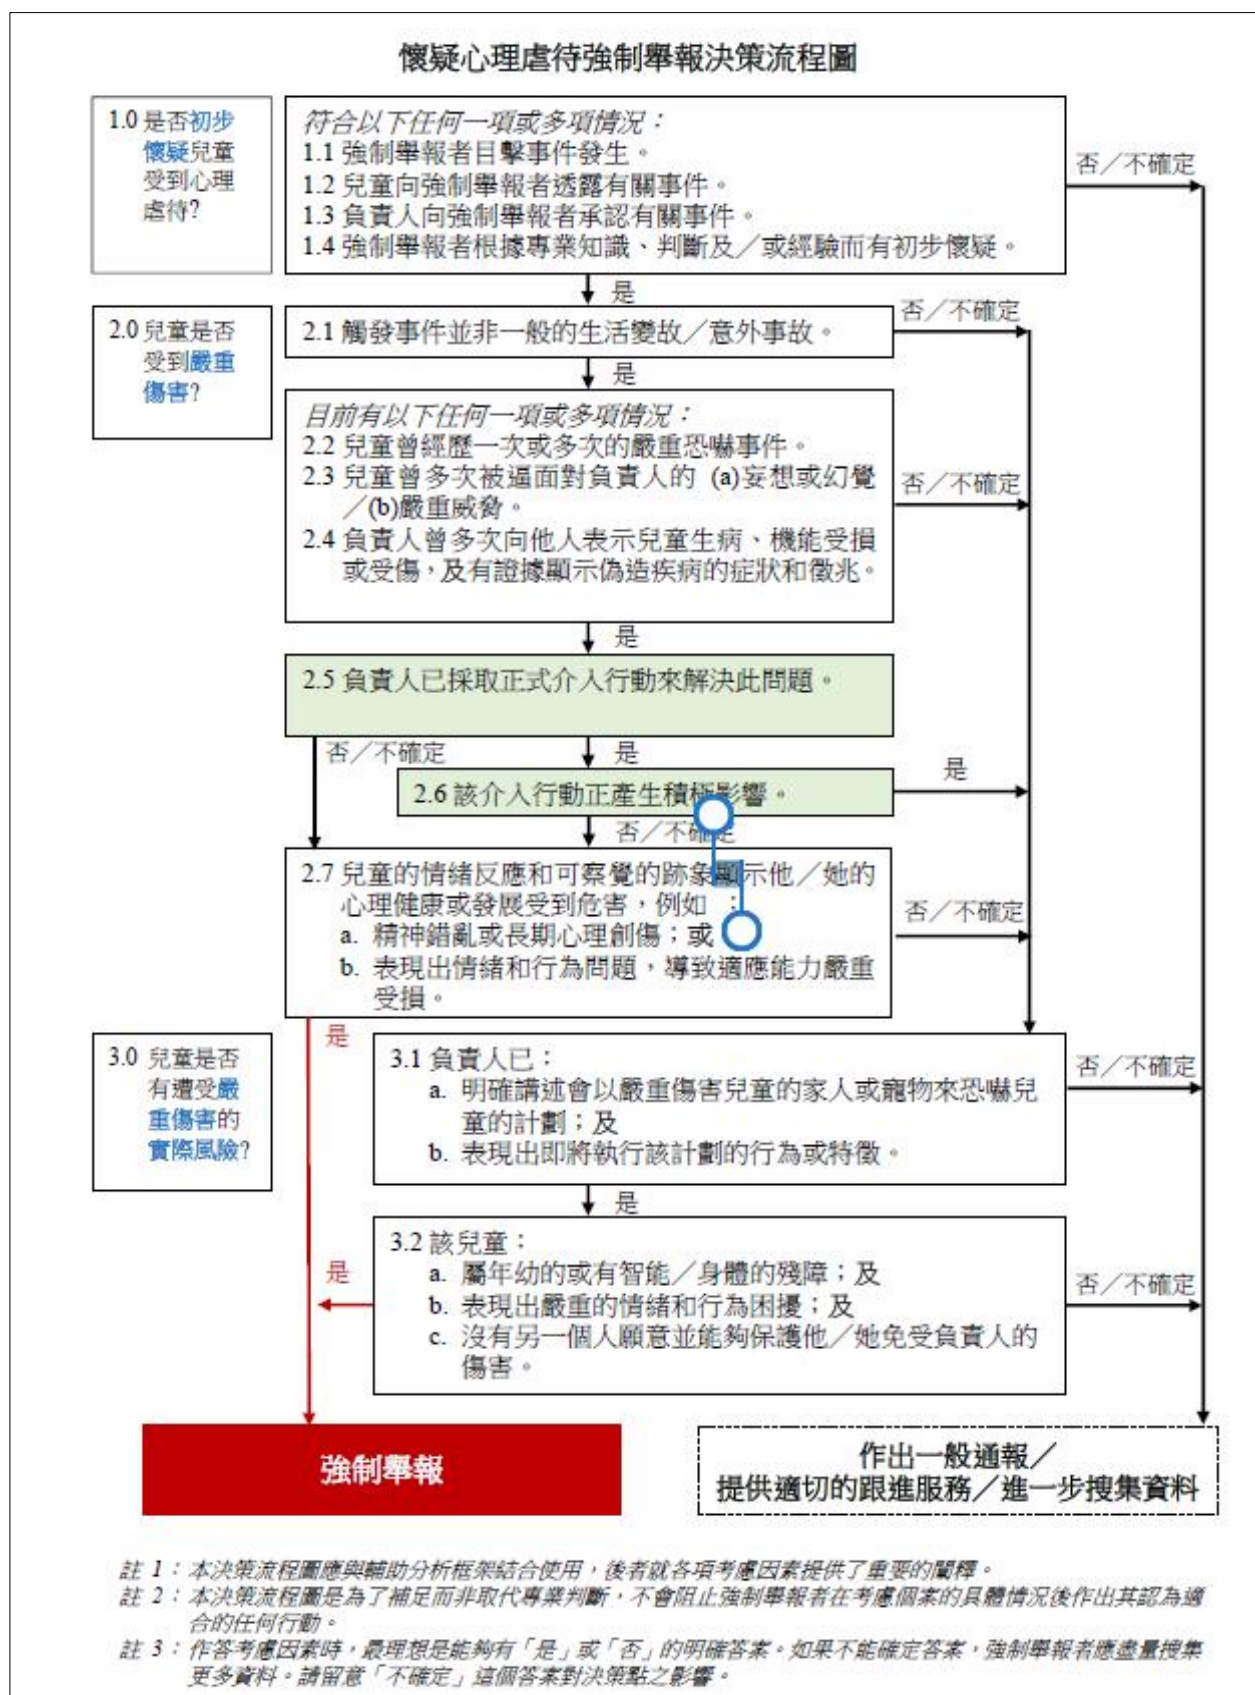 懷疑心理虐待強制舉報決策流程圖
1.0 是否初步
懷疑兒童
受到心理
虐待?
符合以下任何一項或多項情況：
1.1 強制舉報者目擊事件發生。
1.2 兒童向強制舉報者透露有關事件。
1.3 負責人向強制舉報者承認有關事件。
1.4 強制舉報者根據專業知識、判斷及／或經驗而有初步懷疑。
否／不確定
是
2.0 兒童是否
受到嚴重
傷害?
2.1 觸發事件並非一般的生活變故／意外事故。
否／不確定
是
目前有以下任何一項或多項情況：
2.2 兒童曾經歷一次或多次的嚴重恐嚇事件。
2.3 兒童曾多次被逼面對負責人的 (a)妄想或幻覺
／(b)嚴重威脅。
2.4 負責人曾多次向他人表示兒童生病、機能受損
或受傷，及有證據顯示偽造疾病的症狀和徵兆。
否／不確定
是
2.5 負責人已採取正式介入行動來解決此問題。
否／不確定
是
2.6 該介入行動正產生積極影響。
是
否／不確定
2.7 兒童的情緒反應和可察覺的跡象顯示他／她的
心理健康或發展受到危害，例如 ：
a. 精神錯亂或長期心理創傷；或
b. 表現出情緒和行為問題，導致適應能力嚴重
受損。
否／不確定
是
3.0 兒童是否
有遭受嚴
重傷害的
實際風險?
3.1 負責人已：
a. 明確講述會以嚴重傷害兒童的家人或寵物來恐嚇兒
童的計劃；及
b. 表現出即將執行該計劃的行為或特徵。
否／不確定
是
3.2 該兒童：
a. 屬年幼的或有智能／身體的殘障；及
b. 表現出嚴重的情緒和行為困擾；及
c. 沒有另一個人願意並能夠保護他／她免受負責人的
傷害。
是
否／不確定
強制舉報
作出一般通報／
提供適切的跟進服務／進一步搜集資料
註 1：本決策流程圖應與輔助分析框架結合使用，後者就各項考慮因素提供了重要的闡釋。
註 2：本決策流程圖是為了補足而非取代專業判斷，不會阻止強制舉報者在考慮個案的具體情況後作出其認為適
合的任何行動。
註 3：作答考慮因素時，最理想是能夠有「是」或「否」的明確答案。如果不能確定答案，強制舉報者應盡量搜集
更多資料。請留意「不確定」這個答案對決策點之影響。